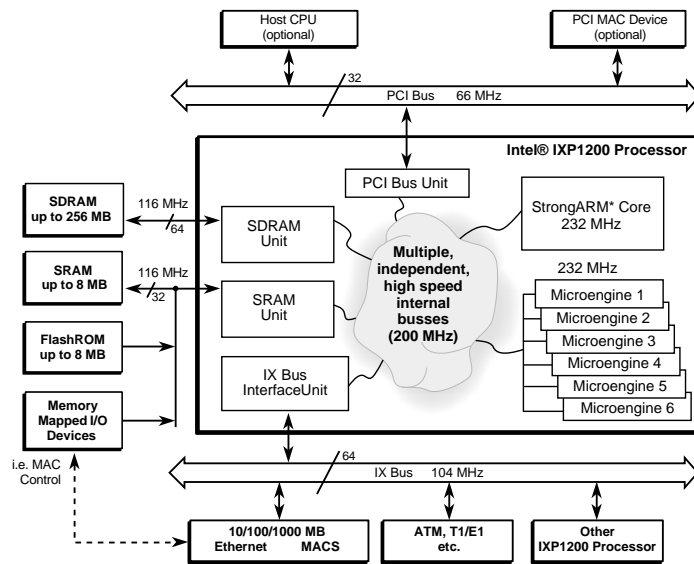 Host CPU
(optional)
PCI MAC Device
(optional)
32
PCI Bus 66 MHz
Intel® IXP1200 Processor
PCI Bus Unit
SDRAM
up to 256 MB
116 MHz
64
SDRAM
Unit
StrongARM* Core
232 MHz
Multiple,
independent,
high speed
internal
busses
(200 MHz)
SRAM
up to 8 MB
116 MHz
32
SRAM
Unit
232 MHz
Microengine 1
Microengine 2
Microengine 3
Microengine 4
Microengine 5
Microengine 6
FlashROM
up to 8 MB
IX Bus
InterfaceUnit
Memory
Mapped I/O
Devices
i.e. MAC
Control
64
IX Bus 104 MHz
10/100/1000 MB
Ethernet MACS
ATM, T1/E1
etc.
Other
IXP1200 Processor